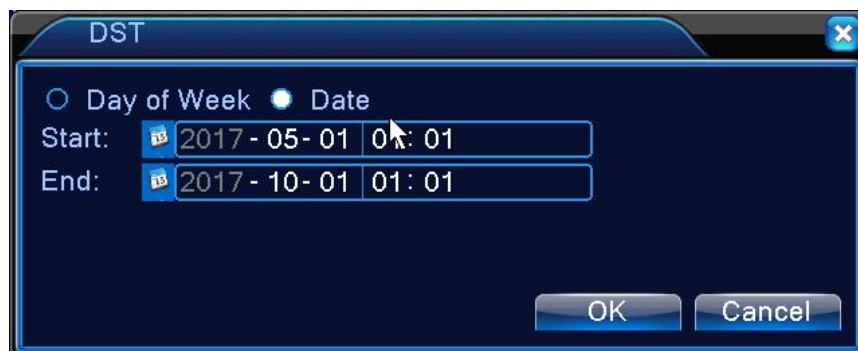 DST
Day of Week Date
Start: 2017 - 05 - 01 : 01
End: 2017 - 10 - 01 01 : 01
OK Cancel